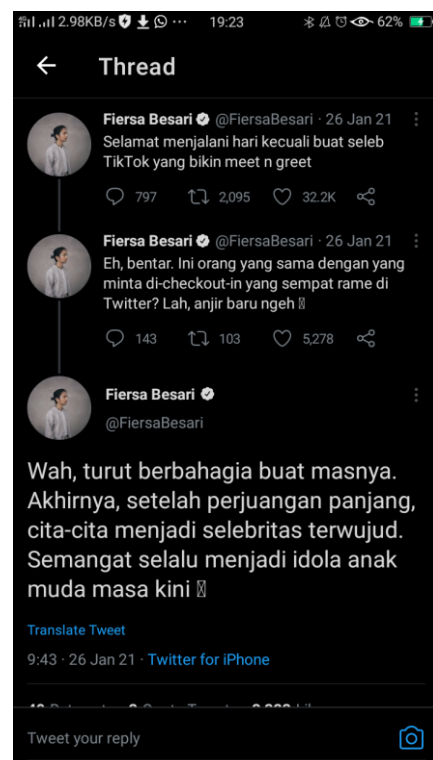 2.98KB/s 19:23 62%
Thread
Fiersa Besari @FiersaBesari · 26 Jan 21
Selamat menjalani hari kecuali buat seleb
TikTok yang bikin meet n greet
797 2,095 32.2K
Fiersa Besari @FiersaBesari · 26 Jan 21
Eh, bentar. Ini orang yang sama dengan yang
minta di-checkout-in yang sempat rame di
Twitter? Lah, anjir baru ngeh
143 103 5,278
Fiersa Besari
@FiersaBesari
Wah, turut berbahagia buat masnya.
Akhirnya, setelah perjuangan panjang,
cita-cita menjadi selebritas terwujud.
Semangat selalu menjadi idola anak
muda masa kini
Translate Tweet
9:43 · 26 Jan 21 · Twitter for iPhone
Tweet your reply